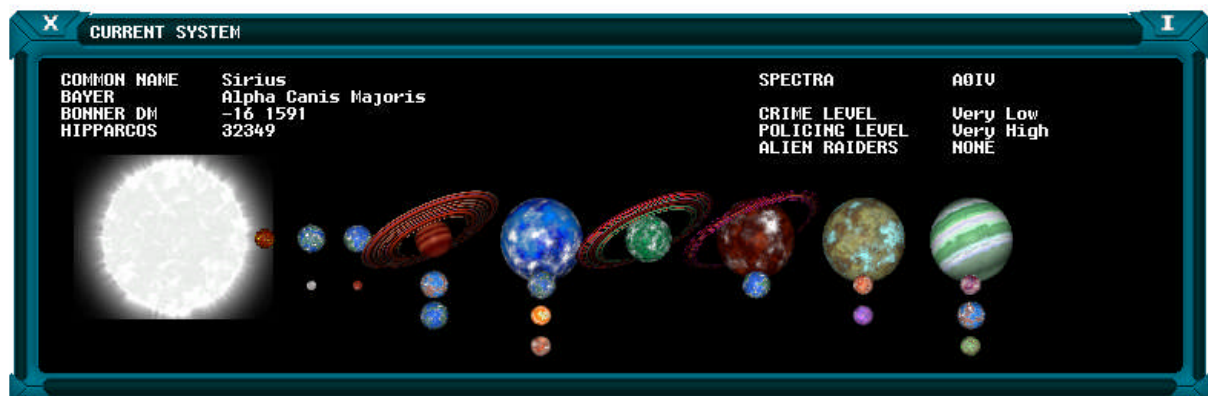 X CURRENT SYSTEM I
COMMON NAME Sirius SPECTRA A0IV
BAYER Alpha Canis Majoris
BONNER DM -16 1591 CRIME LEVEL Very Low
HIPPARCOS 32349 POLICING LEVEL Very High
ALIEN RAIDERS NONE